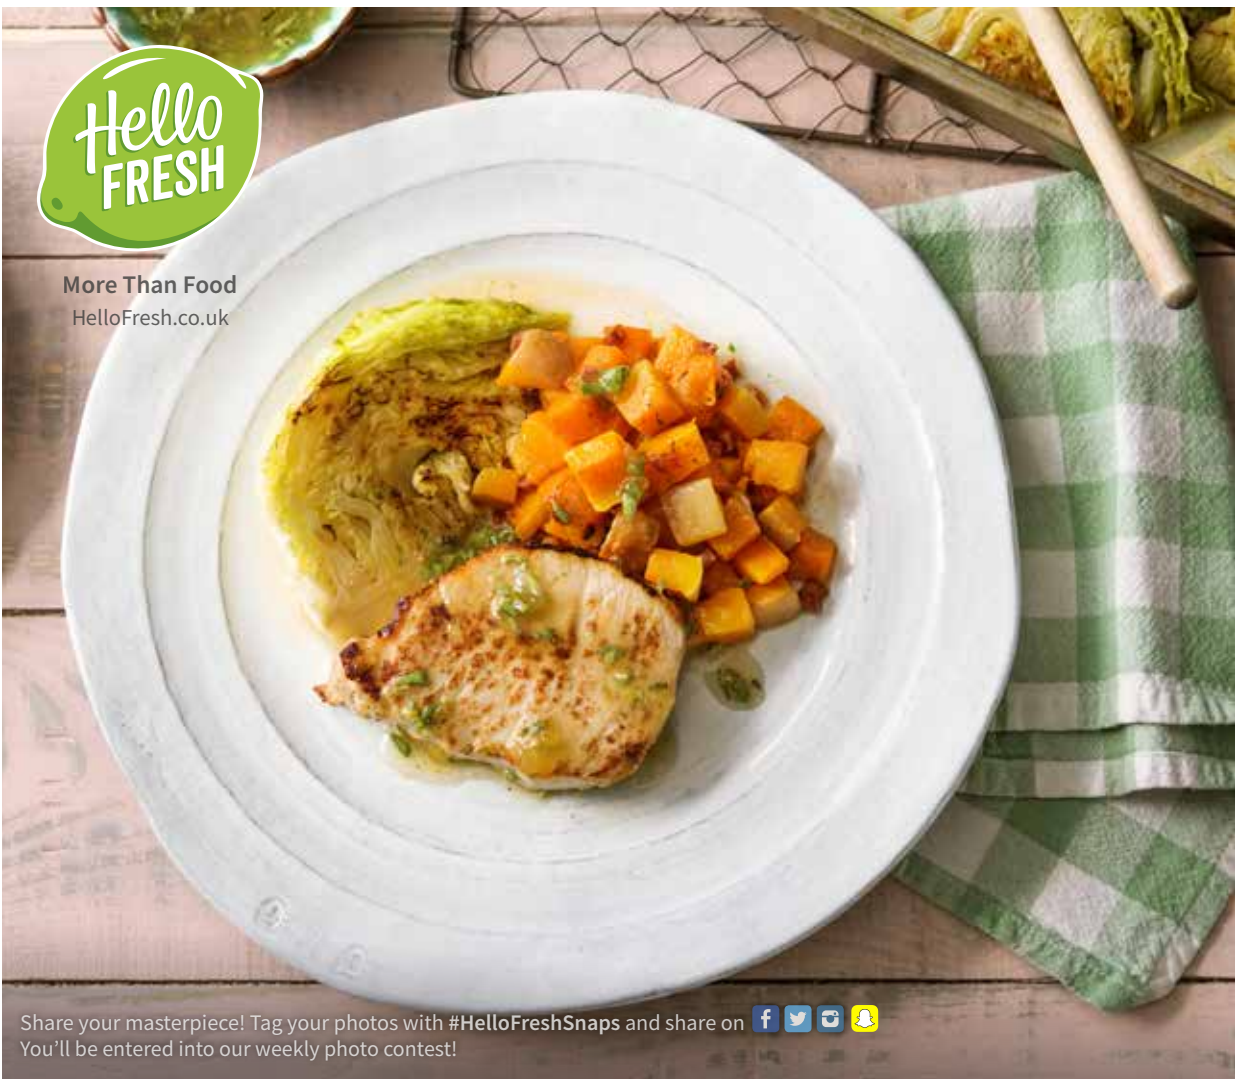 Hello
FRESH
More Than Food
HelloFresh.co.uk
Share your masterpiece! Tag your photos with #HelloFreshSnaps and share on
You’ll be entered into our weekly photo contest!